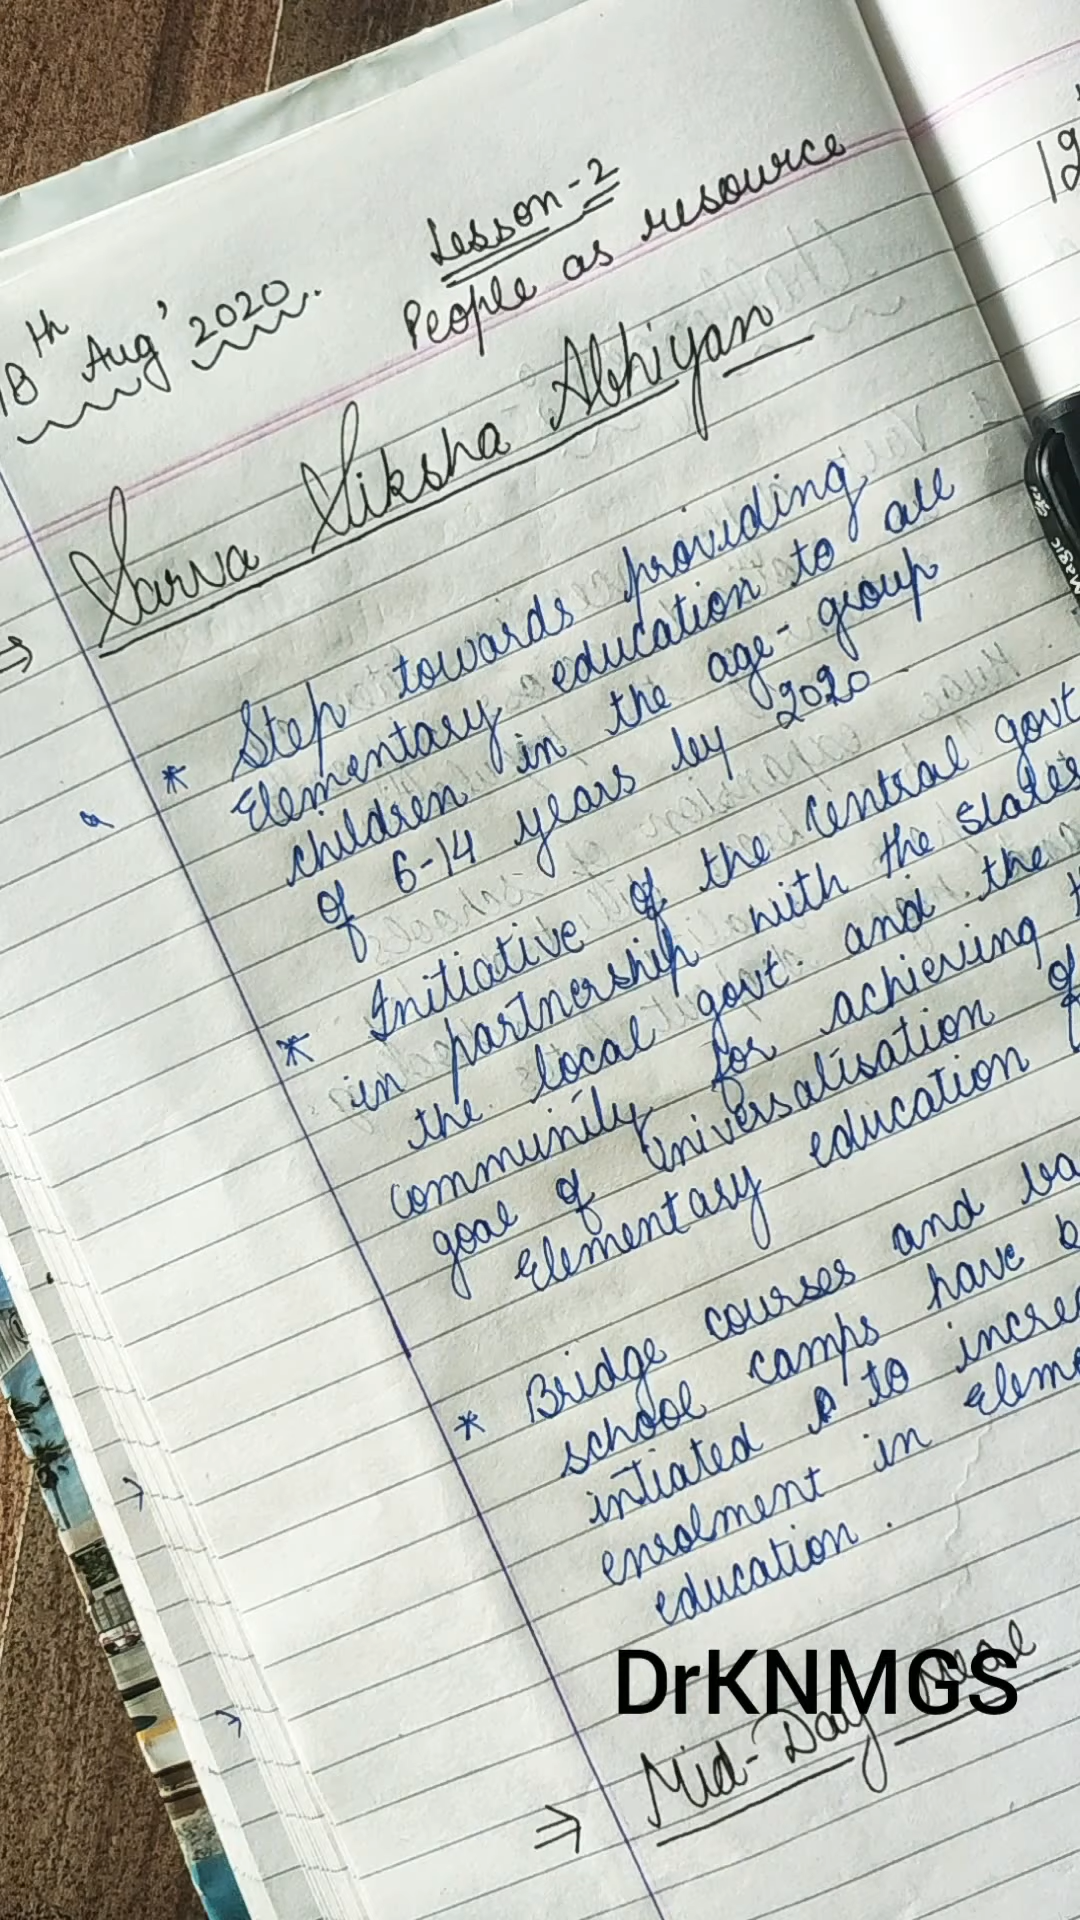 18th Aug' 2020.
Lesson-2
People as resource
⇒ Sarva Siksha Abhiyan
* Step towards providing
Elementary education to all
children in the age-group
of 6-14 years by 2020.
* Initiative of the Central govt
in partnership with the states
the local govt. and the
community for achieving
goal of Universalisation of
Elementary education
* Bridge courses and
school camps have
intiated to
enrolment in
education.
⇒ Mid-Day Meal
DrKNMGS
Magic